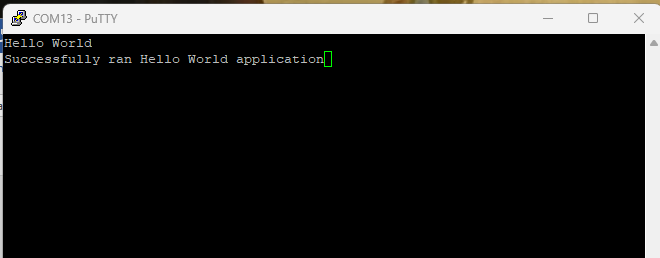 COM13 - PuTTY
Hello World
Successfully ran Hello World application